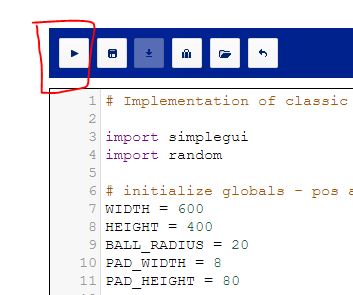 1 # Implementation of classic
2
3 import simplegui
4 import random
5
6 # initialize globals - pos
7 WIDTH = 600
8 HEIGHT = 400
9 BALL_RADIUS = 20
10 PAD_WIDTH = 8
11 PAD_HEIGHT = 80